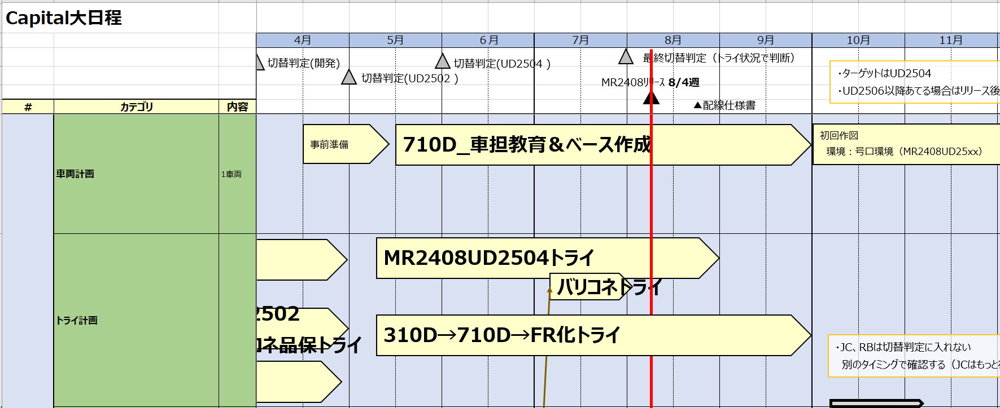 Capital大日程
4月 5月 6月 7月 8月 9月 10月 11月
切替判定(開発)
切替判定(UD2504 )
最終切替判定（トライ状況で判断）
切替判定(UD2502 )
MR2408ﾘﾘｰｽ 8/4週
▲配線仕様書
・ターゲットはUD2504
・UD2506以降あてる場合はリリース後
# カテゴリ 内容
事前準備
710D_車担教育＆ベース作成
初回作図
環境：号口環境（MR2408UD25xx）
車両計画
1車両
MR2408UD2504トライ
バリコネトライ
2502
コネ品保トライ
トライ計画
310D→710D→FR化トライ
・JC、RBは切替判定に入れない
別のタイミングで確認する（JCはもっと